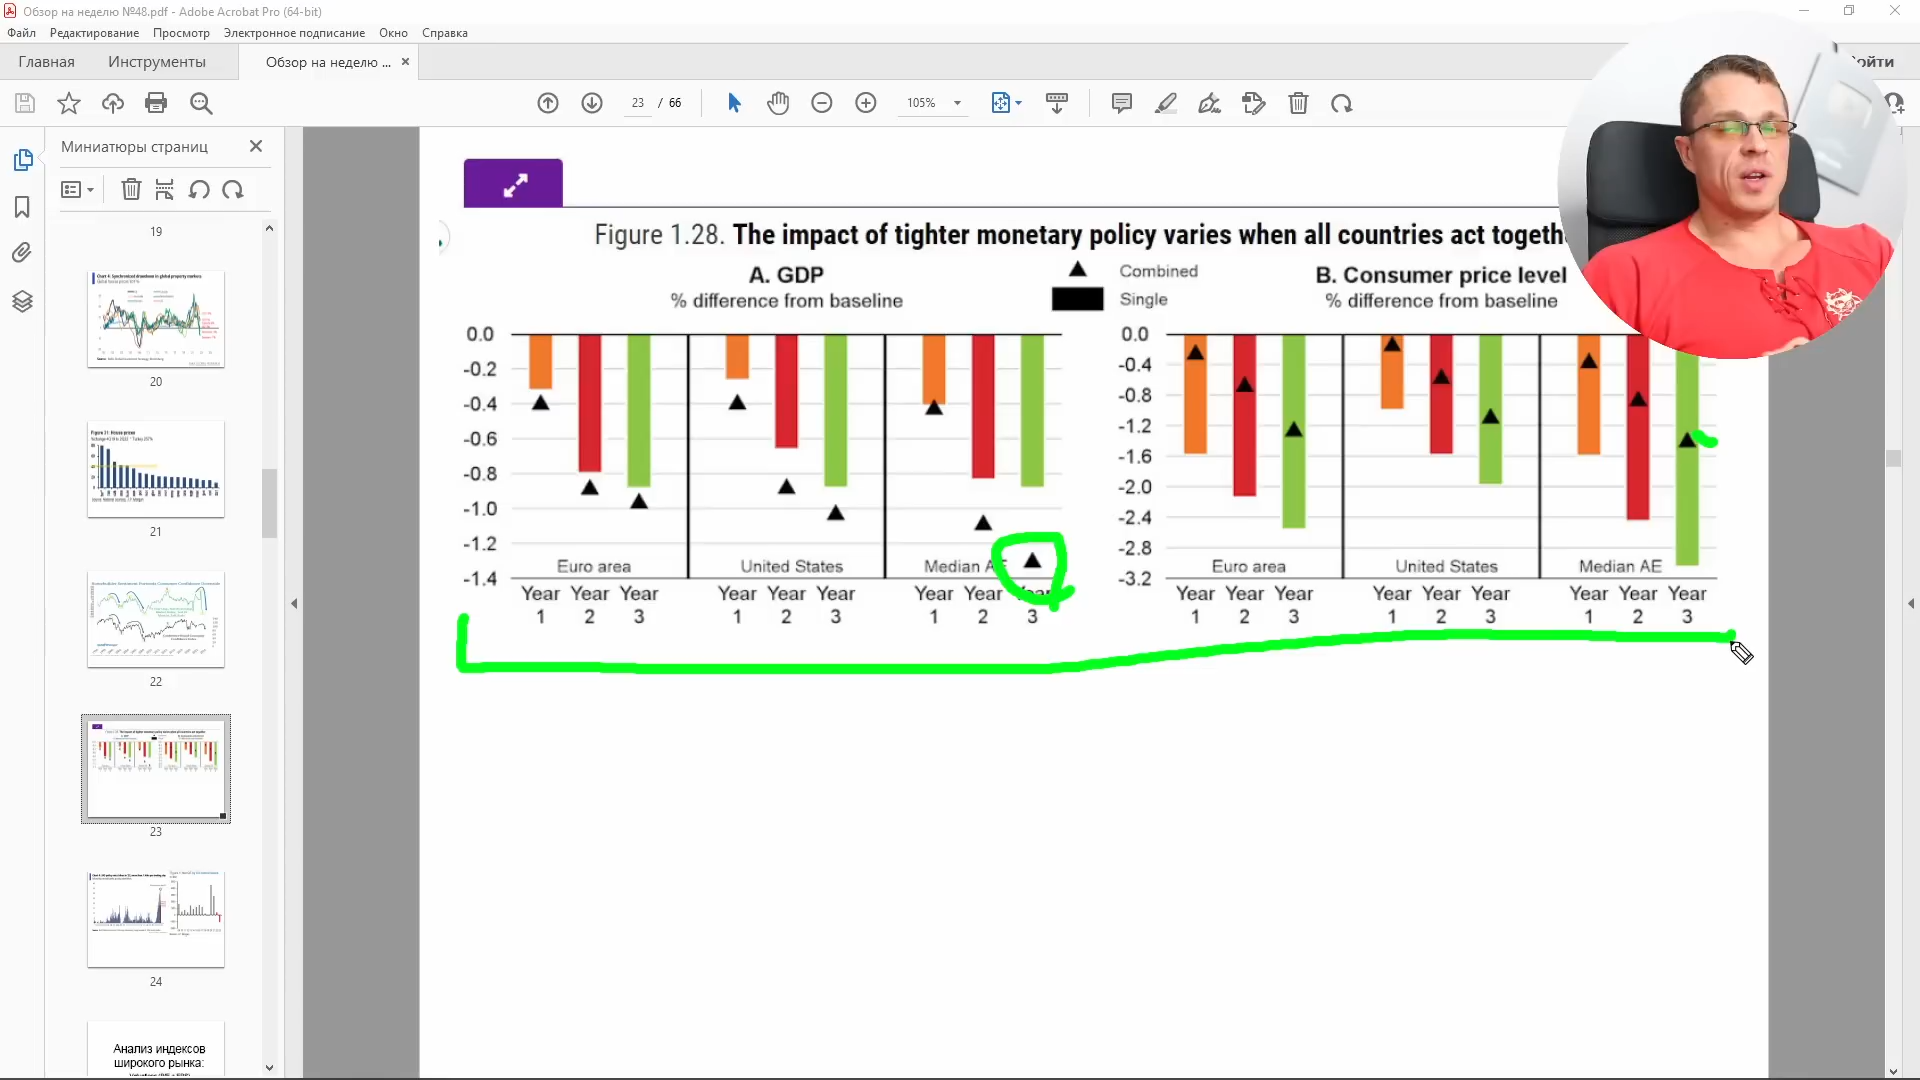 Обзор на неделю №48.pdf - Adobe Acrobat Pro (64-bit)
Файл Редактирование Просмотр Электронное подписание Окно Справка
Главная Инструменты Обзор на неделю ... ×
23 / 66 105%
Миниатюры страниц
19
20
21
22
23
24
Анализ индексов
широкого рынка:
Figure 1.28. The impact of tighter monetary policy varies when all countries act
A. GDP
% difference from baseline
Combined
Single
B. Consumer price level
% difference from baseline
0.0
-0.2
-0.4
-0.6
-0.8
-1.0
-1.2
-1.4
Euro area United States Median
Year Year Year Year Year Year Year Year Year
1 2 3 1 2 3 1 2 3
0.0
-0.4
-0.8
-1.2
-1.6
-2.0
-2.4
-2.8
-3.2
Euro area United States Median AE
Year Year Year Year Year Year Year Year Year
1 2 3 1 2 3 1 2 3